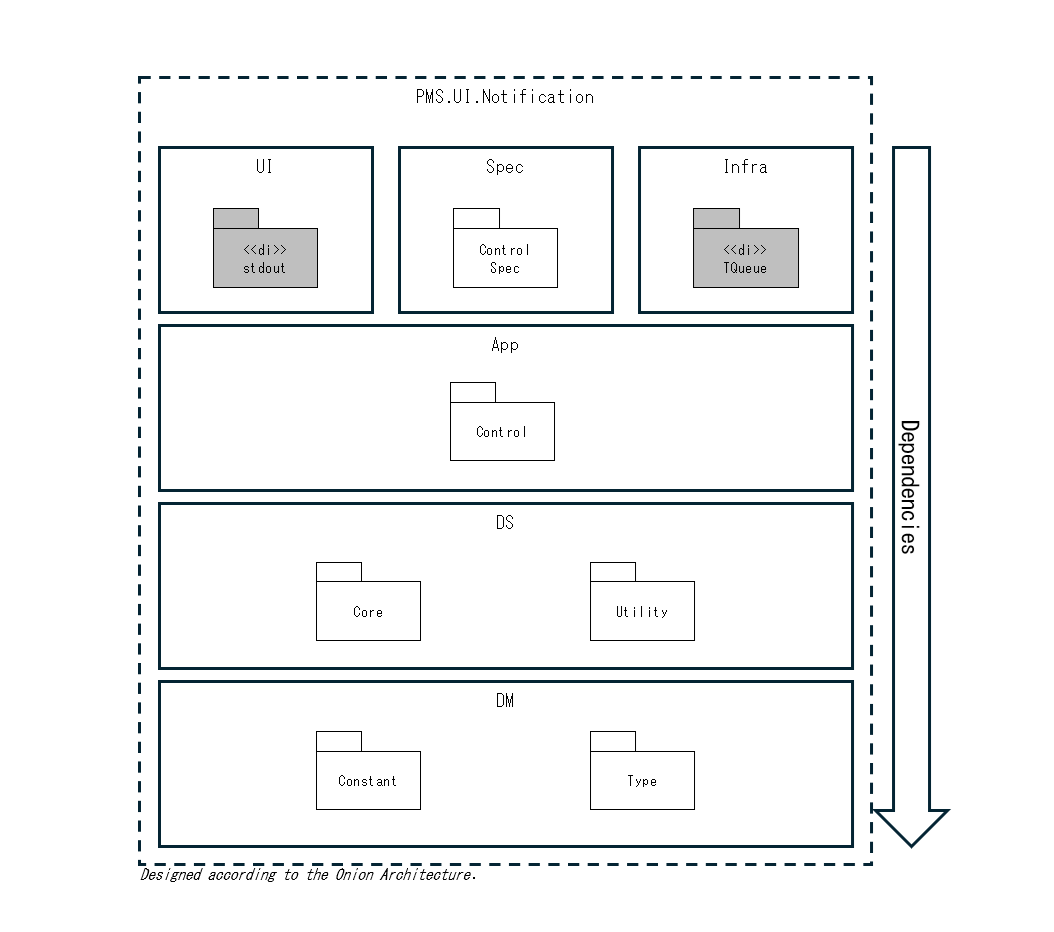 PMS.UI.Notification
UI
Spec
Infra
<<di>>
stdout
Control
Spec
<<di>>
TQueue
App
Control
Dependencies
DS
Core
Utility
DM
Constant
Type
Designed according to the Onion Architecture.